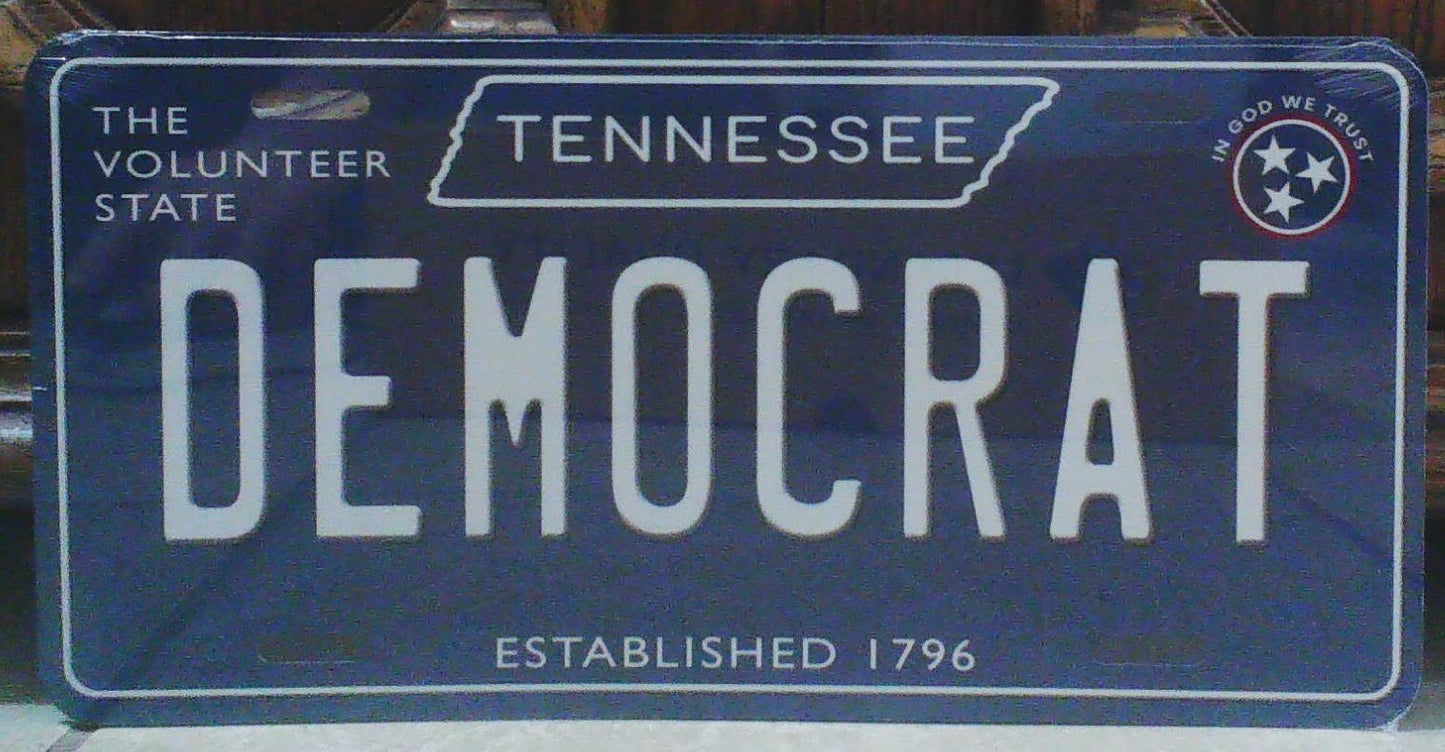 THE
VOLUNTEER
STATE
TENNESSEE
IN GOD WE TRUST
DEMOCRAT
ESTABLISHED 1796